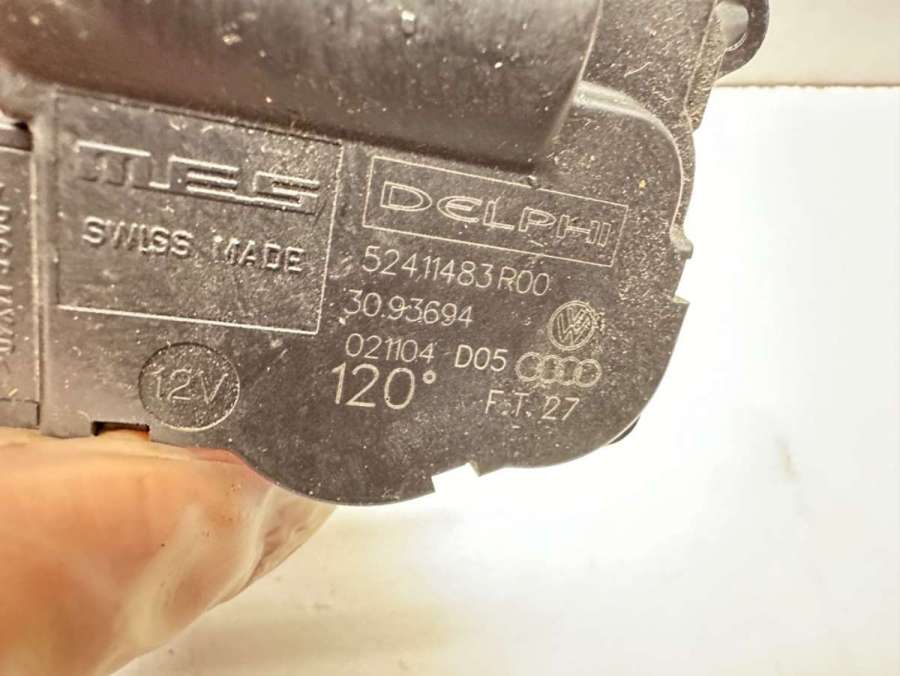 MES
SWISS MADE
12V
DELPHI
52411483R00
30.93694
021104 D05
120°
F.T. 27